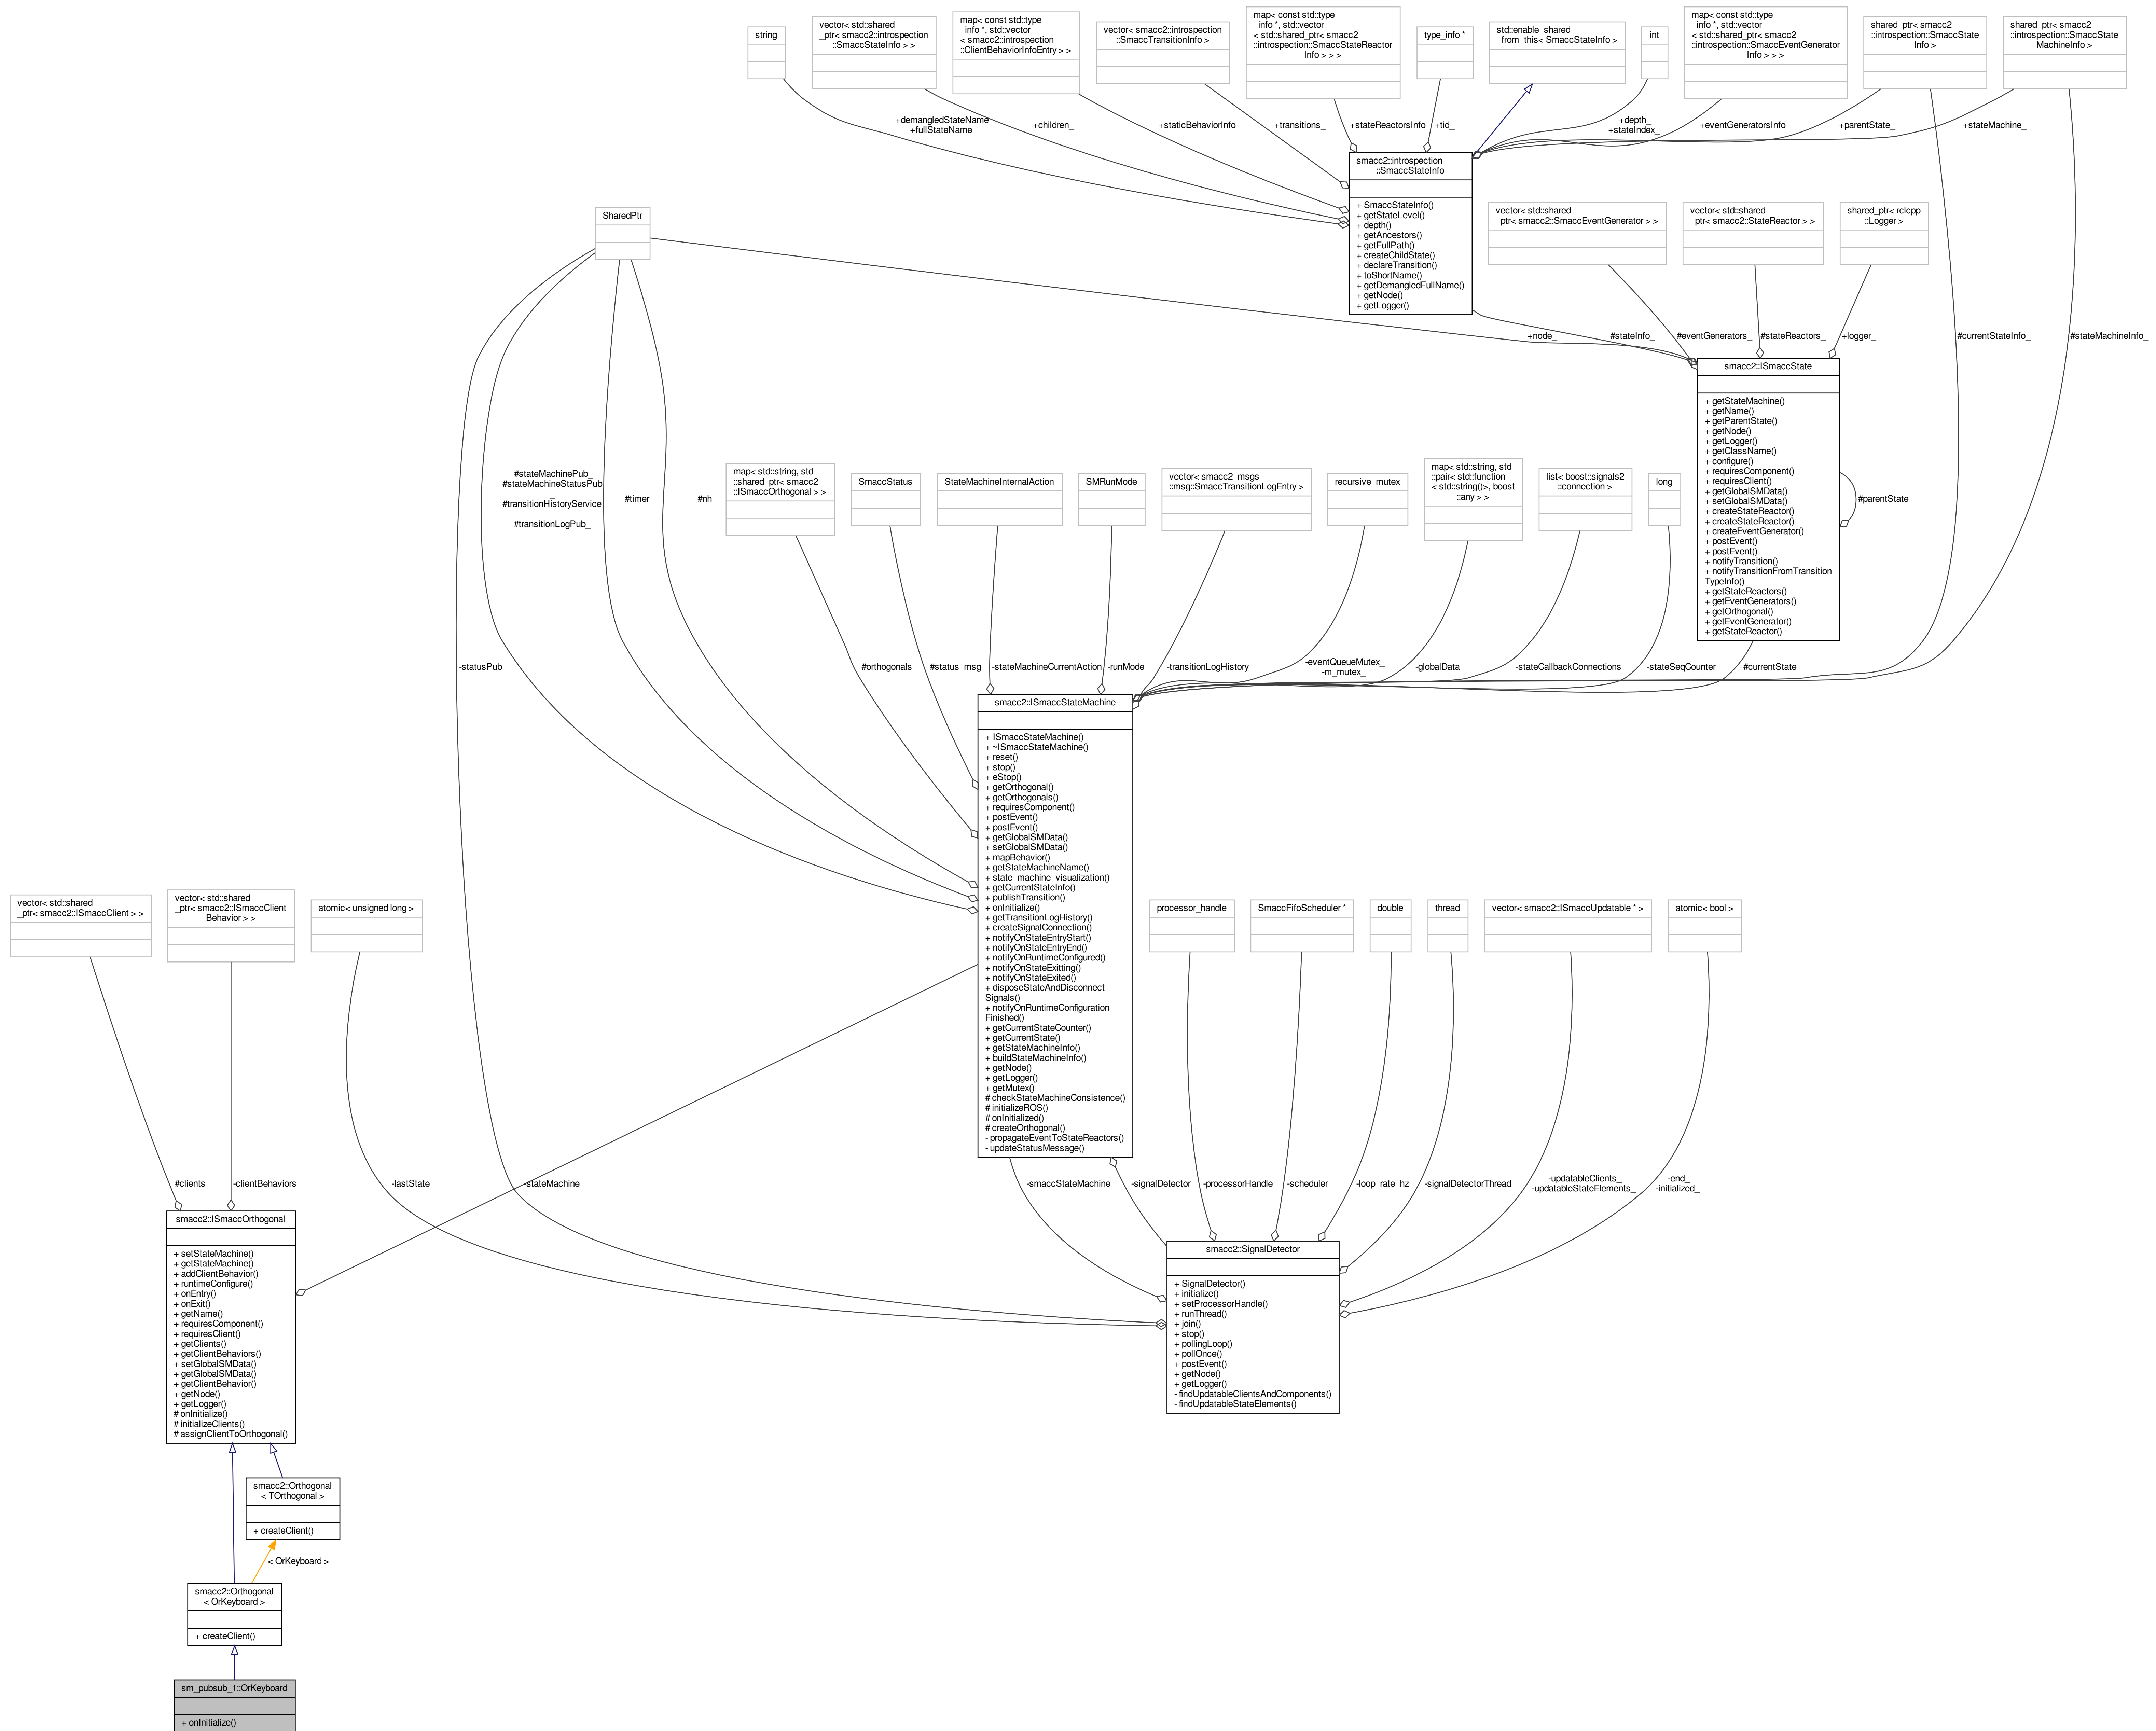 string
vector< std::shared
_ptr< smacc2::introspection
::SmaccStateInfo > >
map< const std::type
_info *, std::vector
< smacc2::introspection
::ClientBehaviorInfoEntry > >
vector< smacc2::introspection
::SmaccTransitionInfo >
map< const std::type
_info *, std::vector
< std::shared_ptr< smacc2
::introspection::SmaccStateReactor
Info > > >
type_info *
std::enable_shared
_from_this< SmaccStateInfo >
int
map< const std::type
_info *, std::vector
< std::shared_ptr< smacc2
::introspection::SmaccEventGenerator
Info > > >
shared_ptr< smacc2
::introspection::SmaccState
Info >
shared_ptr< smacc2
::introspection::SmaccState
MachineInfo >
+demangledStateName
+fullStateName
+children_
+staticBehaviorInfo
+transitions_
+stateReactorsInfo
+tid_
+depth_
+stateIndex_
+eventGeneratorsInfo
+parentState_
+stateMachine_
smacc2::introspection
::SmaccStateInfo
+ SmaccStateInfo()
+ getStateLevel()
+ depth()
+ getAncestors()
+ getFullPath()
+ createChildState()
+ declareTransition()
+ toShortName()
+ getDemangledFullName()
+ getNode()
+ getLogger()
SharedPtr
vector< std::shared
_ptr< smacc2::SmaccEventGenerator > >
vector< std::shared
_ptr< smacc2::StateReactor > >
shared_ptr< rclcpp
::Logger >
+node_
#stateInfo_
#eventGenerators_
#stateReactors_
+logger_
#currentStateInfo_
#stateMachineInfo_
smacc2::ISmaccState
+ getStateMachine()
+ getName()
+ getParentState()
+ getNode()
+ getLogger()
+ getClassName()
+ configure()
+ requiresComponent()
+ requiresClient()
+ getGlobalSMData()
+ setGlobalSMData()
+ createStateReactor()
+ createStateReactor()
+ createEventGenerator()
+ postEvent()
+ postEvent()
+ notifyTransition()
+ notifyTransitionFromTransition
TypeInfo()
+ getStateReactors()
+ getEventGenerators()
+ getOrthogonal()
+ getEventGenerator()
+ getStateReactor()
#parentState_
#stateMachinePub_
#stateMachineStatusPub
_
#transitionHistoryService
_
#transitionLogPub_
#timer_
#nh_
map< std::string, std
::shared_ptr< smacc2
::ISmaccOrthogonal > >
SmaccStatus
StateMachineInternalAction
SMRunMode
vector< smacc2_msgs
::msg::SmaccTransitionLogEntry >
recursive_mutex
map< std::string, std
::pair< std::function
< std::string()>, boost
::any > >
list< boost::signals2
::connection >
long
-statusPub_
#orthogonals_
#status_msg_
-stateMachineCurrentAction
-runMode_
-transitionLogHistory_
-eventQueueMutex_
-m_mutex_
-globalData_
-stateCallbackConnections
-stateSeqCounter_
#currentState_
smacc2::ISmaccStateMachine
+ ISmaccStateMachine()
+ ~ISmaccStateMachine()
+ reset()
+ stop()
+ eStop()
+ getOrthogonal()
+ getOrthogonals()
+ requiresComponent()
+ postEvent()
+ postEvent()
+ getGlobalSMData()
+ setGlobalSMData()
+ mapBehavior()
+ getStateMachineName()
+ state_machine_visualization()
+ getCurrentStateInfo()
+ publishTransition()
+ onInitialize()
+ getTransitionLogHistory()
+ createSignalConnection()
+ notifyOnStateEntryStart()
+ notifyOnStateEntryEnd()
+ notifyOnRuntimeConfigured()
+ notifyOnStateExitting()
+ notifyOnStateExited()
+ disposeStateAndDisconnect
Signals()
+ notifyOnRuntimeConfiguration
Finished()
+ getCurrentStateCounter()
+ getCurrentState()
+ getStateMachineInfo()
+ buildStateMachineInfo()
+ getNode()
+ getLogger()
+ getMutex()
# checkStateMachineConsistence()
# initializeROS()
# onInitialized()
# createOrthogonal()
- propagateEventToStateReactors()
- updateStatusMessage()
vector< std::shared
_ptr< smacc2::ISmaccClient > >
vector< std::shared
_ptr< smacc2::ISmaccClient
Behavior > >
atomic< unsigned long >
processor_handle
SmaccFifoScheduler *
double
thread
vector< smacc2::ISmaccUpdatable * >
atomic< bool >
#clients_
-clientBehaviors_
-lastState_
-stateMachine_
-smaccStateMachine_
-signalDetector_
-processorHandle_
-scheduler_
-loop_rate_hz
-signalDetectorThread_
-updatableClients_
-updatableStateElements_
-end_
-initialized_
smacc2::ISmaccOrthogonal
+ setStateMachine()
+ getStateMachine()
+ addClientBehavior()
+ runtimeConfigure()
+ onEntry()
+ onExit()
+ getName()
+ requiresComponent()
+ requiresClient()
+ getClients()
+ getClientBehaviors()
+ setGlobalSMData()
+ getGlobalSMData()
+ getClientBehavior()
+ getNode()
+ getLogger()
# onInitialize()
# initializeClients()
# assignClientToOrthogonal()
smacc2::SignalDetector
+ SignalDetector()
+ initialize()
+ setProcessorHandle()
+ runThread()
+ join()
+ stop()
+ pollingLoop()
+ pollOnce()
+ postEvent()
+ getNode()
+ getLogger()
- findUpdatableClientsAndComponents()
- findUpdatableStateElements()
smacc2::Orthogonal
< TOrthogonal >
+ createClient()
< OrKeyboard >
smacc2::Orthogonal
< OrKeyboard >
+ createClient()
sm_pubsub_1::OrKeyboard
+ onInitialize()